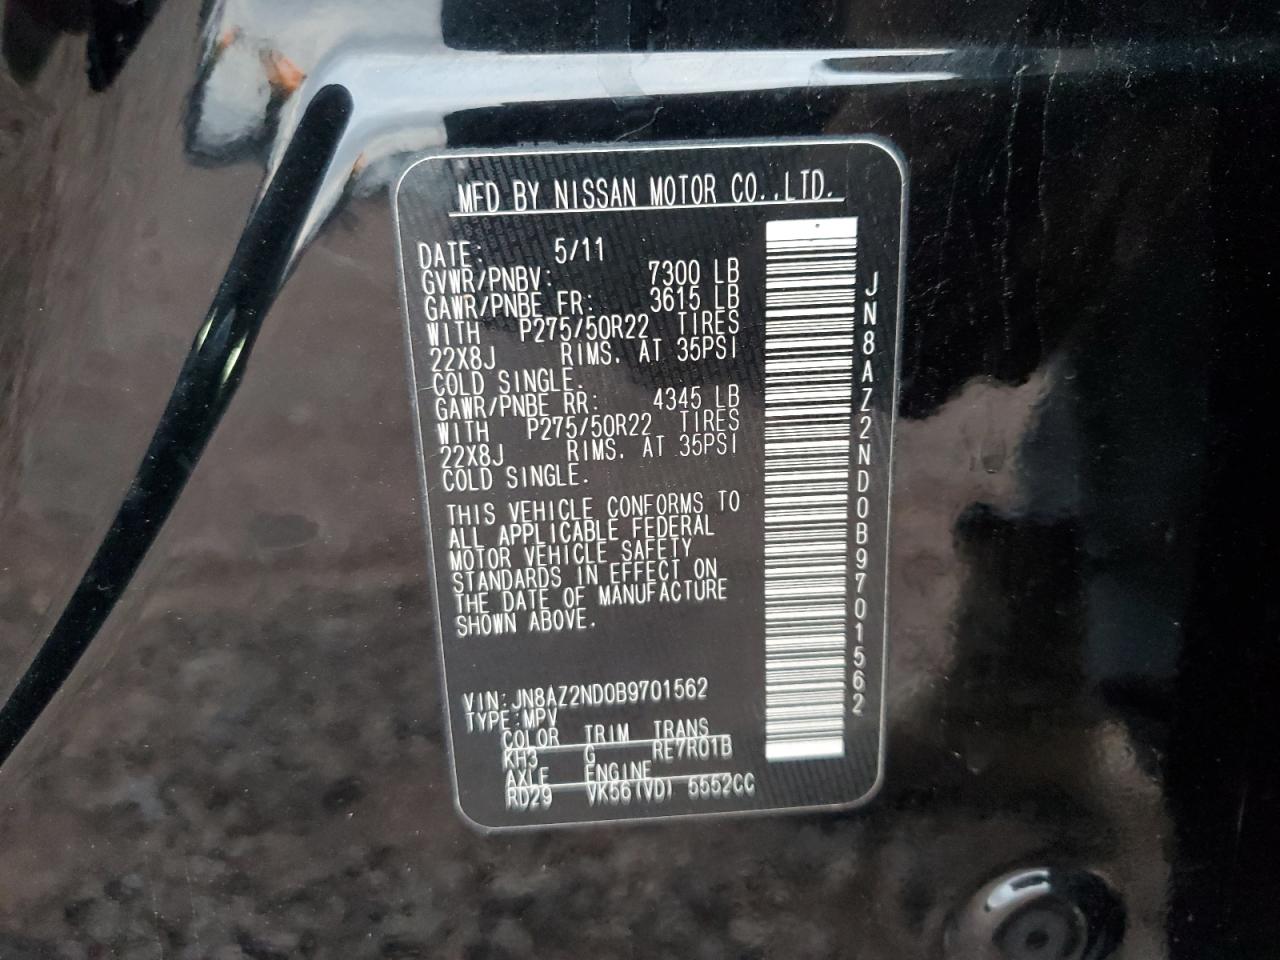 MFD BY NISSAN MOTOR CO.,LTD.
DATE: 5/11
GVWR/PNBV: 7300 LB
GAWR/PNBE FR: 3615 LB
WITH P275/50R22 TIRES
22X8J RIMS. AT 35PSI
COLD SINGLE.
GAWR/PNBE RR: 4345 LB
WITH P275/50R22 TIRES
22X8J RIMS. AT 35PSI
COLD SINGLE.
THIS VEHICLE CONFORMS TO
ALL APPLICABLE FEDERAL
MOTOR VEHICLE SAFETY
STANDARDS IN EFFECT ON
THE DATE OF MANUFACTURE
SHOWN ABOVE.
VIN:JN8AZ2ND0B9701562
TYPE:MPV
COLOR TRIM TRANS
KH3 G RE7R01B
AXLE ENGINE
RD29 VK56(VD) 5552CC
JN8AZ2ND0B9701562